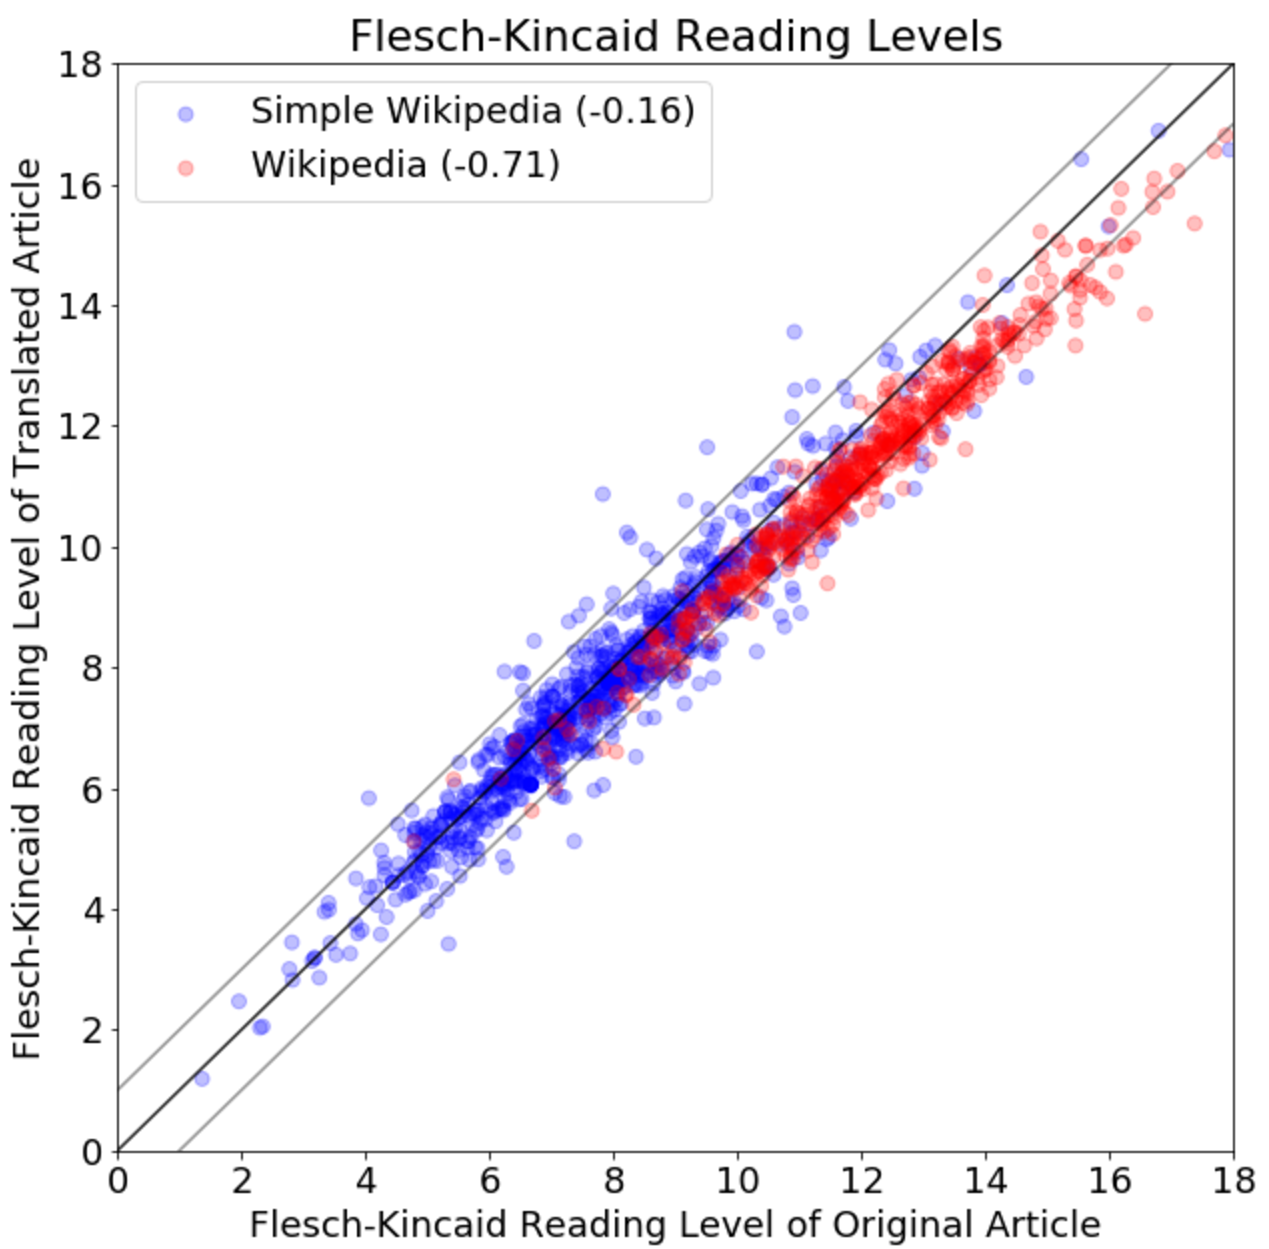 Flesch-Kincaid Reading Levels
Simple Wikipedia (-0.16)
Wikipedia (-0.71)
Flesch-Kincaid Reading Level of Translated Article
18
16
14
12
10
8
6
4
2
0
0 2 4 6 8 10 12 14 16 18
Flesch-Kincaid Reading Level of Original Article